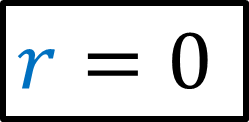 r = 0